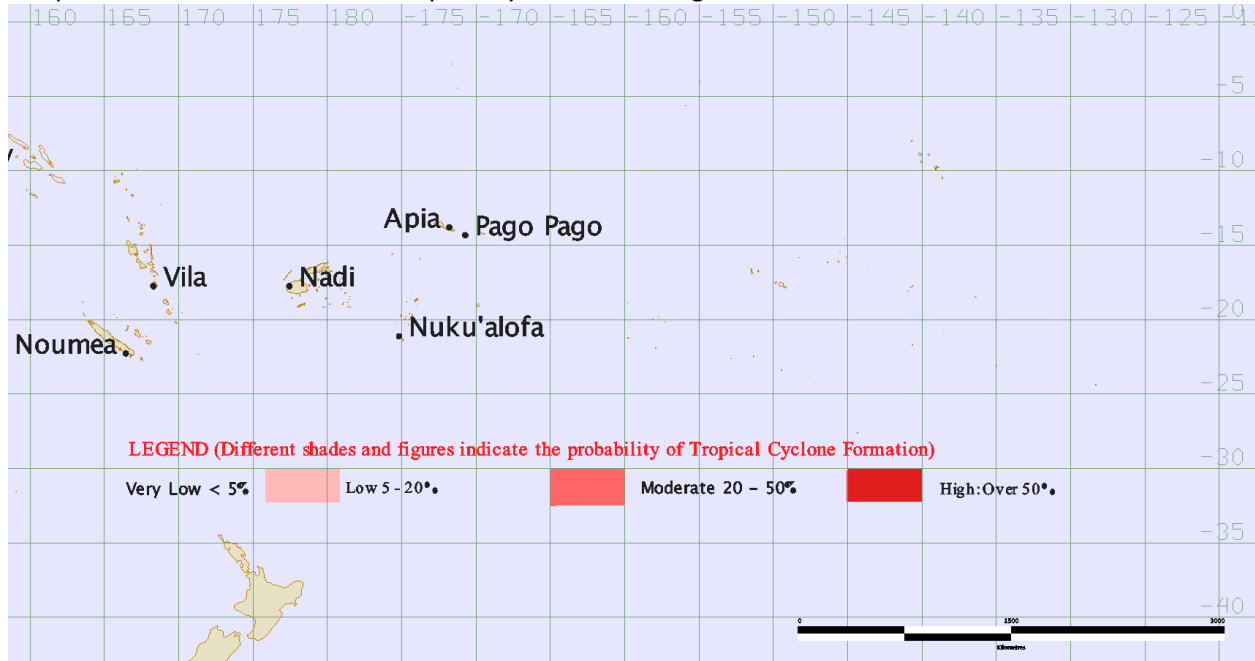 160 165 170 175 180 -175 -170 -165 -160 -155 -150 -145 -140 -135 -130 -125
-5
-10
Apia
Pago Pago
-15
Vila
Nadi
-20
Nuku'alofa
Noumea
-25
LEGEND (Different shades and figures indicate the probability of Tropical Cyclone Formation)
-30
Very Low < 5%
Low 5 - 20%
Moderate 20 - 50%
High: Over 50%
-35
-40
0 1500 3000
Kilometres